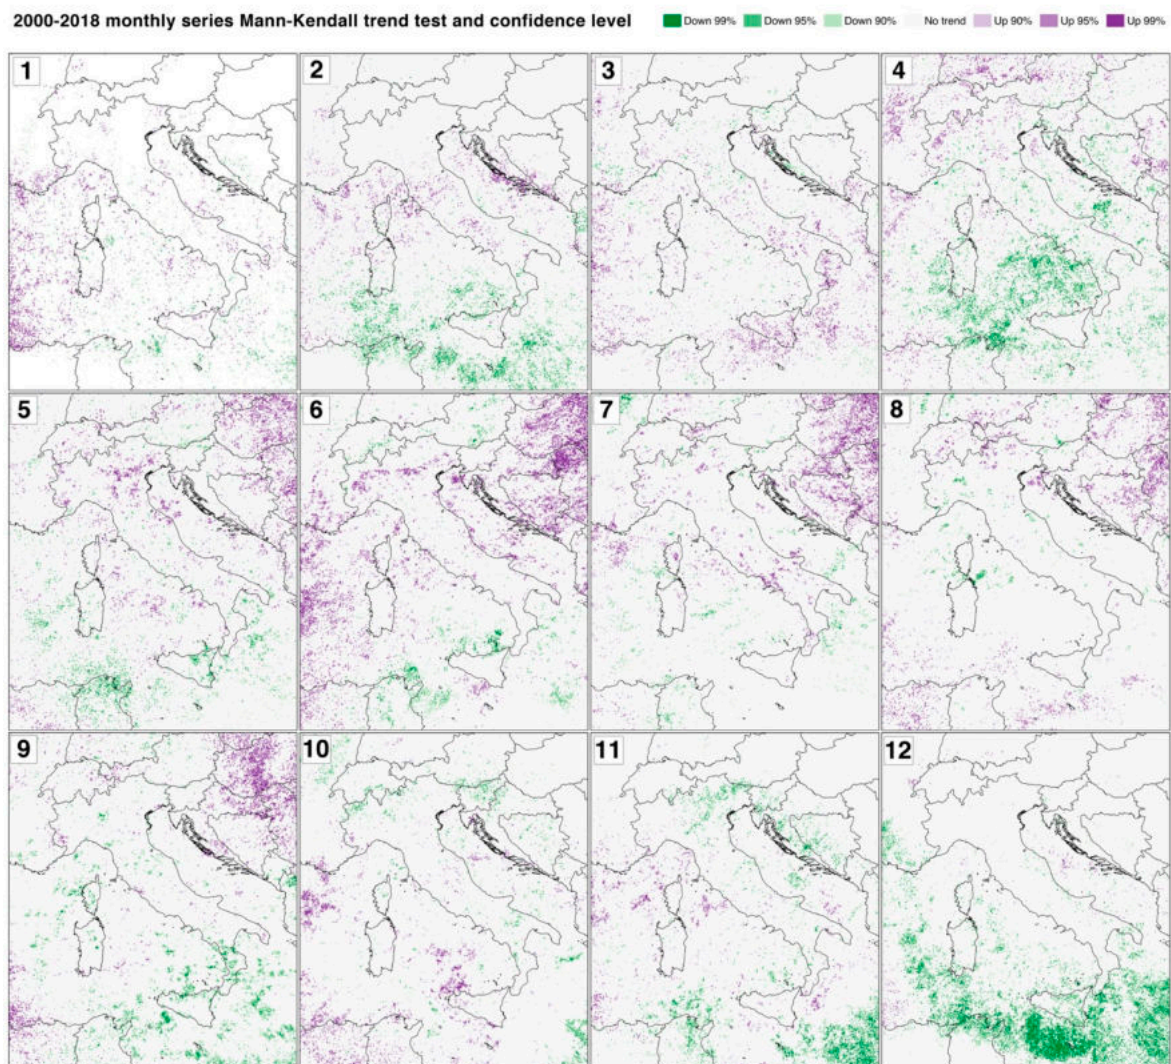 2000-2018 monthly series Mann-Kendall trend test and confidence level
Down 99% Down 95% Down 90% No trend Up 90% Up 95% Up 99%
1 2 3 4
5 6 7 8
9 10 11 12